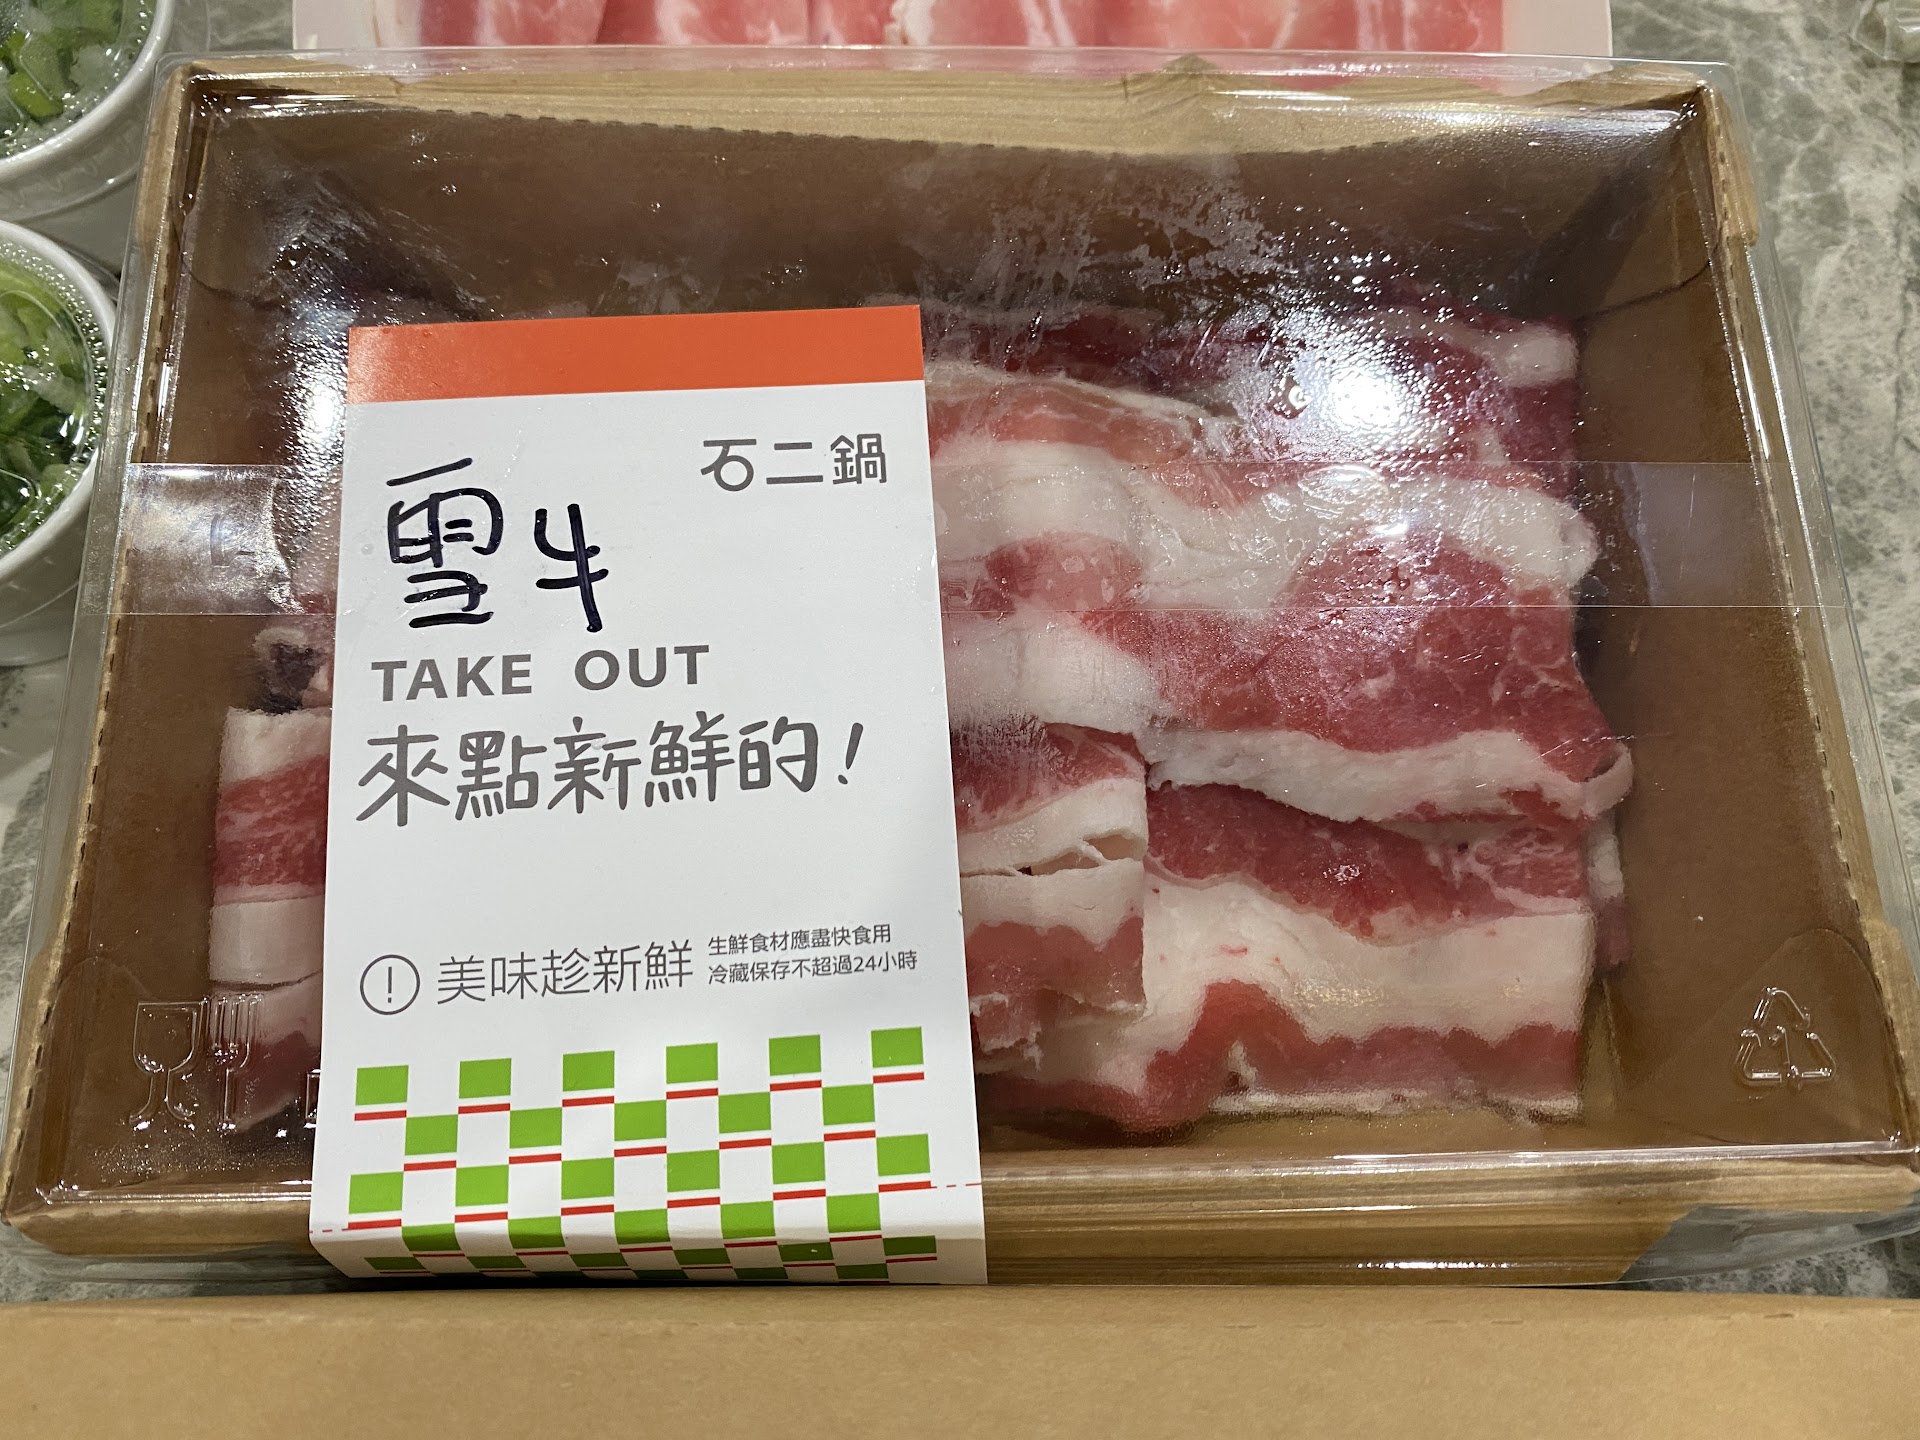 石二鍋
雪牛
TAKE OUT
來點新鮮的!
! 美味趁新鮮
生鮮食材應盡快食用
冷藏保存不超過24小時
1